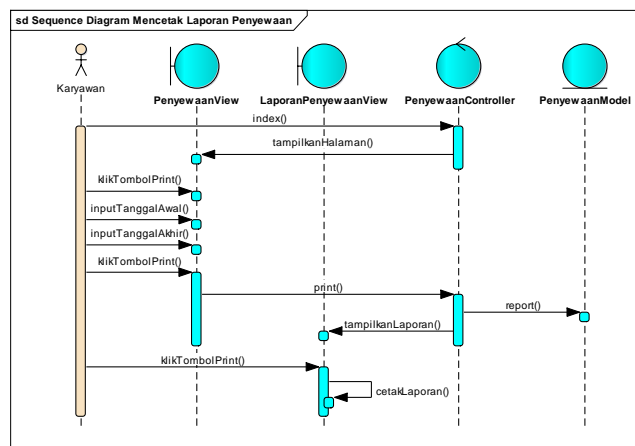 sd Sequence Diagram Mencetak Laporan Penyewaan
Karyawan
PenyewaanView
LaporanPenyewaanView
PenyewaanController
PenyewaanModel
index()
tampilkanHalaman()
klikTombolPrint()
inputTanggalAwal()
inputTanggalAkhir()
klikTombolPrint()
print()
report()
tampilkanLaporan()
klikTombolPrint()
cetakLaporan()